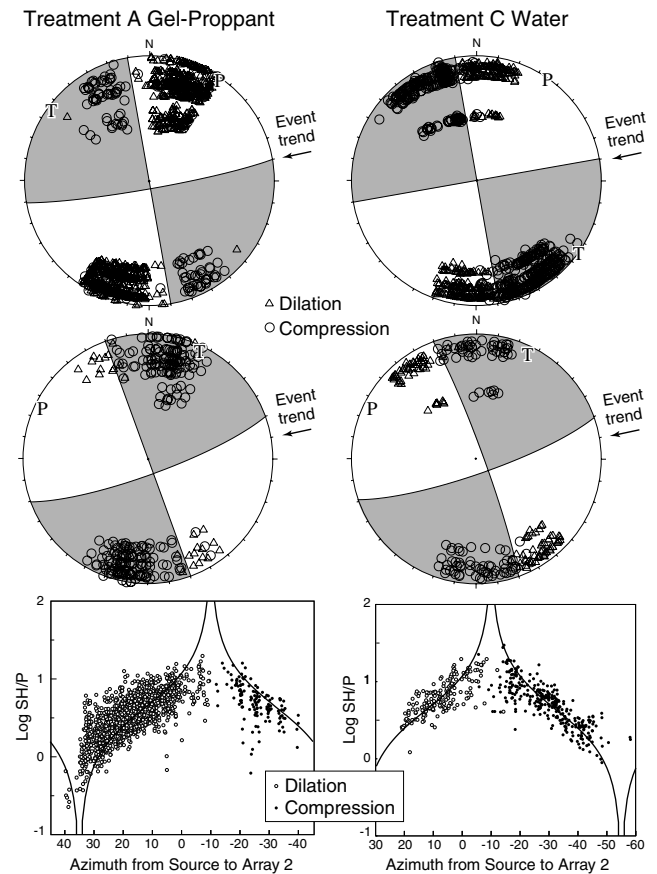 Treatment A Gel-Proppant
Treatment C Water
N
P
T
Event
trend
N
P
T
Event
trend
△ Dilation
○ Compression
N
T
P
Event
trend
N
T
P
Event
trend
2
1
0
-1
Log SH/P
40 30 20 10 0 -10 -20 -30 -40
Azimuth from Source to Array 2
2
1
0
-1
Log SH/P
30 20 10 0 -10 -20 -30 -40 -50 -60
Azimuth from Source to Array 2
Dilation
Compression